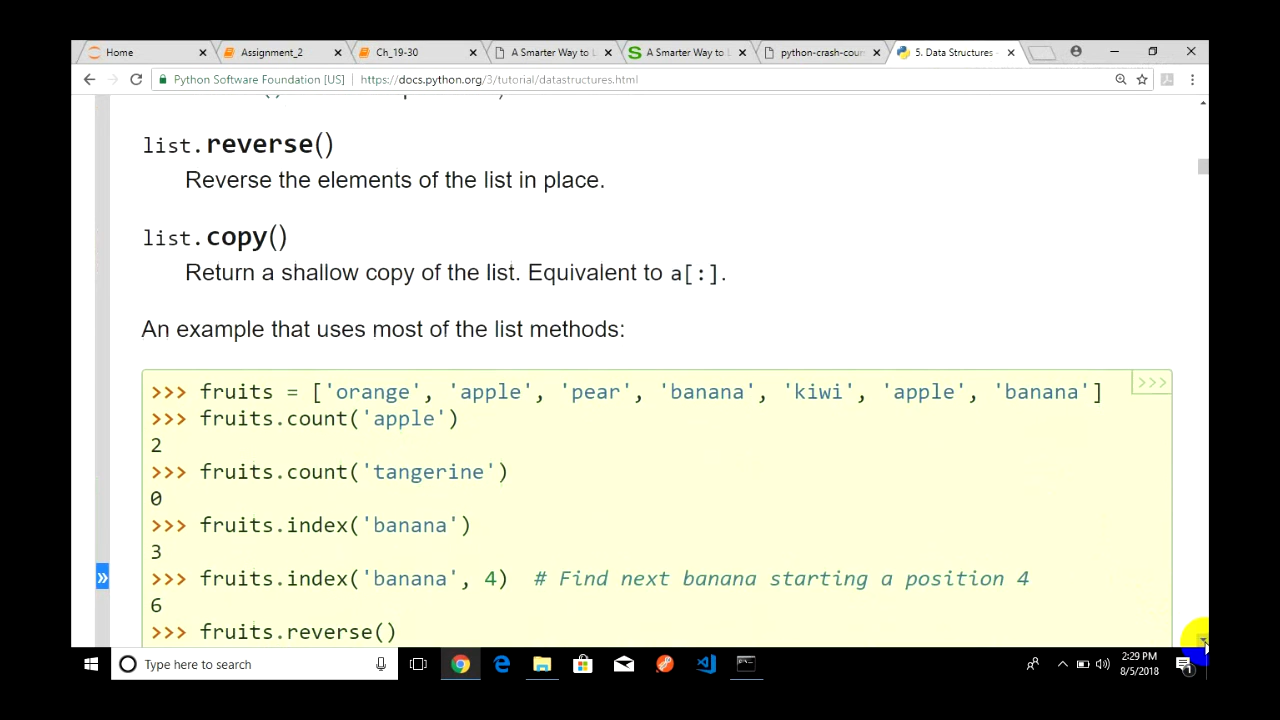 Home
Assignment_2
Ch_19-30
A Smarter Way to L
A Smarter Way to L
python-crash-cour
5. Data Structures
Python Software Foundation [US] https://docs.python.org/3/tutorial/datastructures.html
list.reverse()
Reverse the elements of the list in place.
list.copy()
Return a shallow copy of the list. Equivalent to a[:].
An example that uses most of the list methods:
>>>
>>> fruits = ['orange', 'apple', 'pear', 'banana', 'kiwi', 'apple', 'banana']
>>> fruits.count('apple')
2
>>> fruits.count('tangerine')
0
>>> fruits.index('banana')
3
>>> fruits.index('banana', 4)  # Find next banana starting a position 4
6
>>> fruits.reverse()
Type here to search
2:29 PM
8/5/2018
1